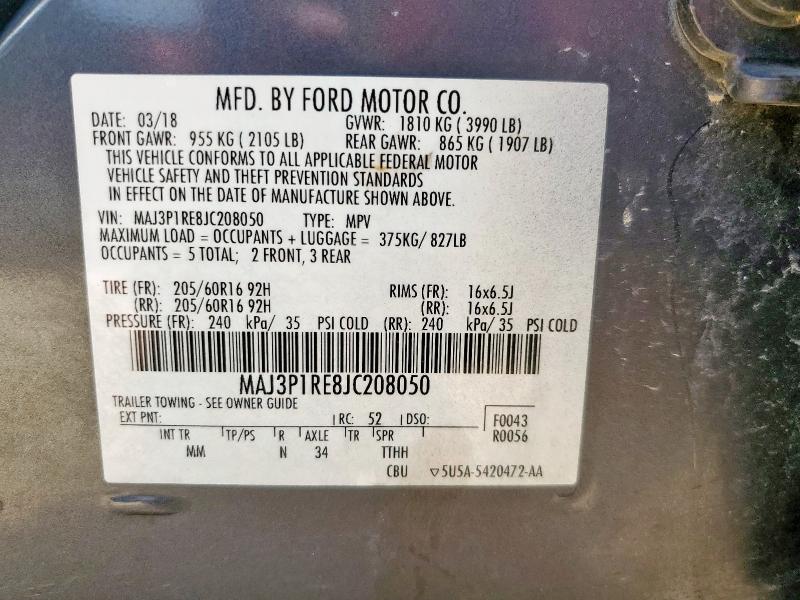 MFD. BY FORD MOTOR CO.
DATE: 03/18 GVWR: 1810 KG ( 3990 LB)
FRONT GAWR: 955 KG ( 2105 LB) REAR GAWR: 865 KG ( 1907 LB)
THIS VEHICLE CONFORMS TO ALL APPLICABLE FEDERAL MOTOR
VEHICLE SAFETY AND THEFT PREVENTION STANDARDS
IN EFFECT ON THE DATE OF MANUFACTURE SHOWN ABOVE.
VIN: MAJ3P1RE8JC208050 TYPE: MPV
MAXIMUM LOAD = OCCUPANTS + LUGGAGE = 375KG/ 827LB
OCCUPANTS = 5 TOTAL; 2 FRONT, 3 REAR
TIRE (FR): 205/60R16 92H RIMS (FR): 16x6.5J
(RR): 205/60R16 92H (RR): 16x6.5J
PRESSURE (FR): 240 kPa/ 35 PSI COLD (RR): 240 kPa/ 35 PSI COLD
MAJ3P1RE8JC208050
TRAILER TOWING - SEE OWNER GUIDE
EXT PNT: RC: 52 DSO: F0043
INT TR TP/PS R AXLE TR SPR R0056
MM N 34 TTHH
CBU ▽5U5A-5420472-AA